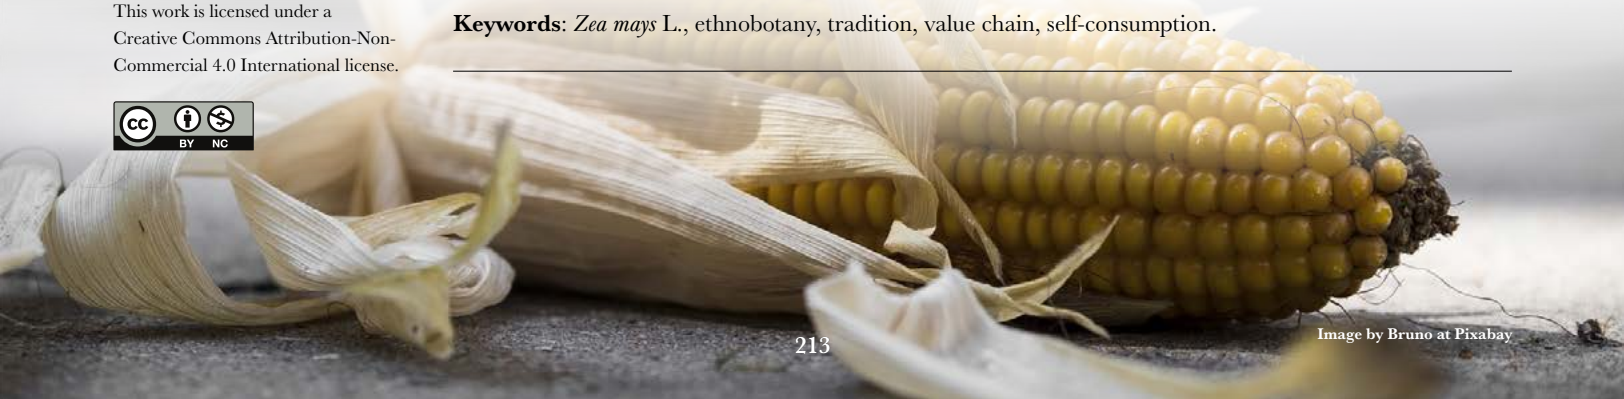 This work is licensed under a
Creative Commons Attribution-Non-
Commercial 4.0 International license.
Keywords: Zea mays L., ethnobotany, tradition, value chain, self-consumption.
cc
BY NC
Image by Bruno at Pixabay
213